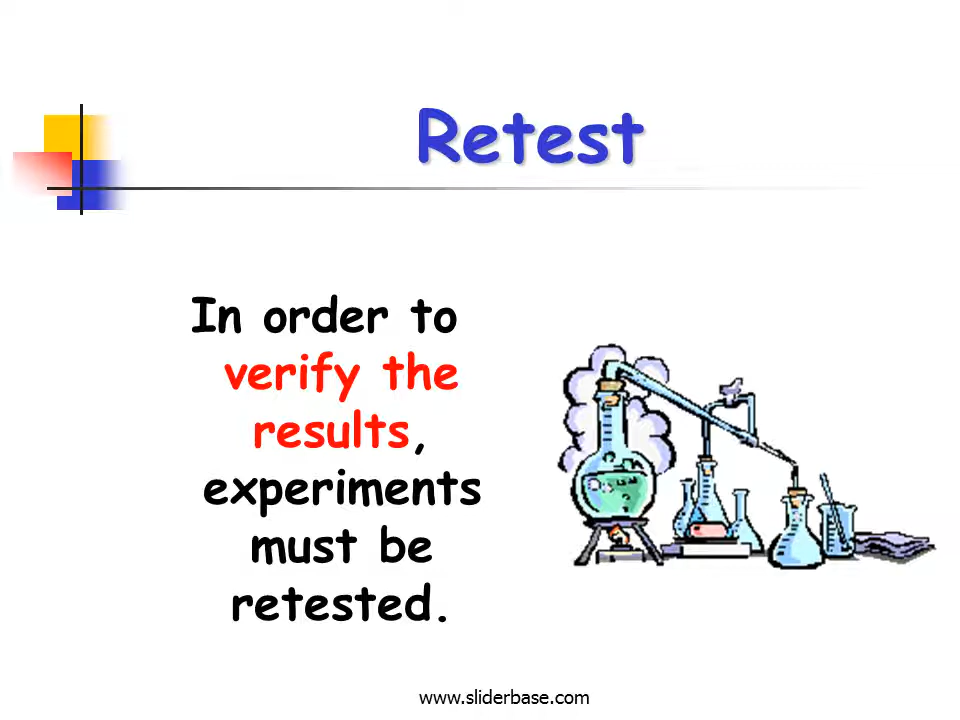 Retest
In order to
verify the
results,
experiments
must be
retested.
www.sliderbase.com